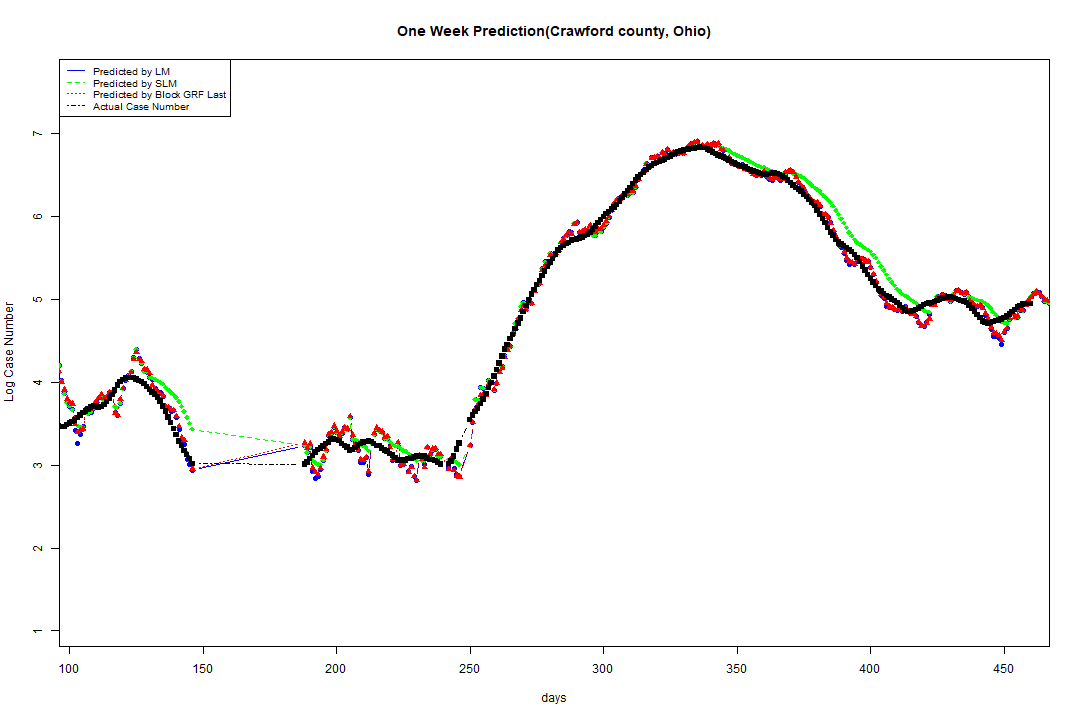 One Week Prediction(Crawford county, Ohio)
Predicted by LM
Predicted by SLM
Predicted by Block GRF Last
Actual Case Number
7
6
5
4
3
2
1
Log Case Number
100 150 200 250 300 350 400 450
days